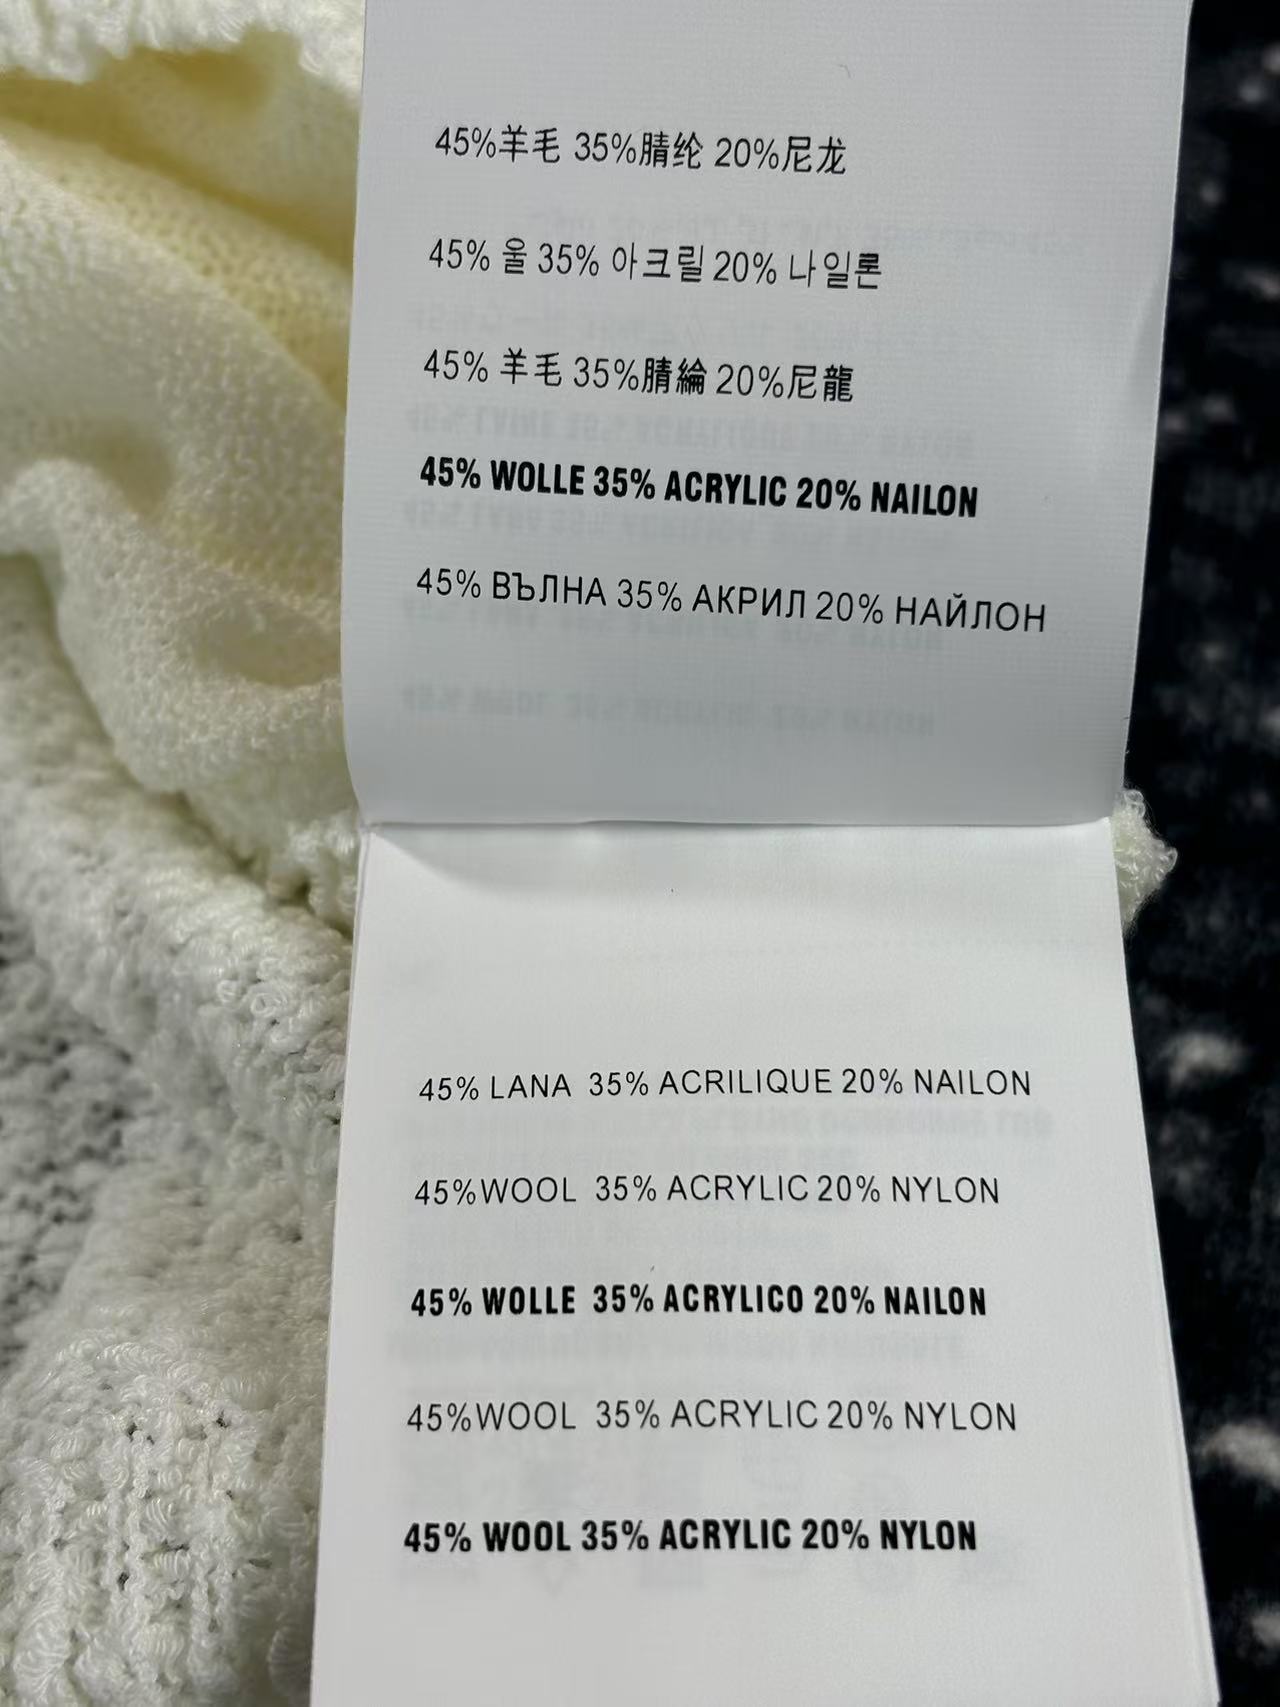 45%羊毛 35%腈纶 20%尼龙
45% 울 35% 아크릴 20% 나일론
45% 羊毛 35%腈綸 20%尼龍
45% WOLLE 35% ACRYLIC 20% NAILON
45% ВЪЛНА 35% АКРИЛ 20% НАЙЛОН
45% LANA 35% ACRILIQUE 20% NAILON
45%WOOL 35% ACRYLIC 20% NYLON
45% WOLLE 35% ACRYLICO 20% NAILON
45%WOOL 35% ACRYLIC 20% NYLON
45% WOOL 35% ACRYLIC 20% NYLON